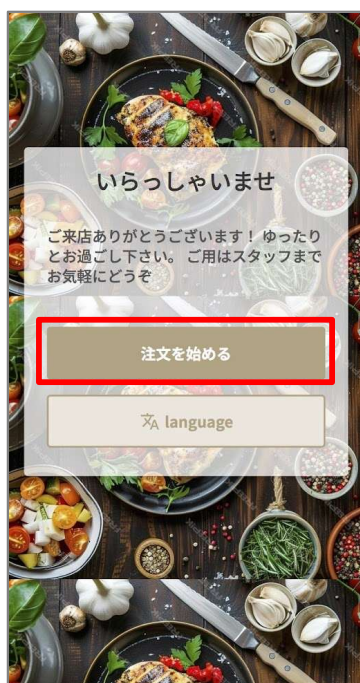 いらっしゃいませ
ご来店ありがとうございます！ ゆったり
とお過ごし下さい。 ご用はスタッフまで
お気軽にどうぞ
注文を始める
language